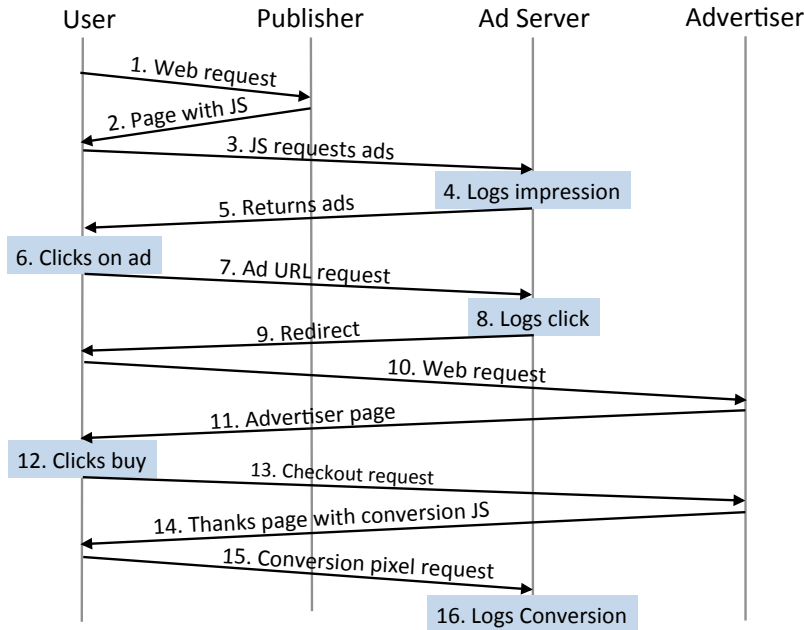 User
Publisher
Ad Server
Advertiser
1. Web request
2. Page with JS
3. JS requests ads
4. Logs impression
5. Returns ads
6. Clicks on ad
7. Ad URL request
8. Logs click
9. Redirect
10. Web request
11. Advertiser page
12. Clicks buy
13. Checkout request
14. Thanks page with conversion JS
15. Conversion pixel request
16. Logs Conversion